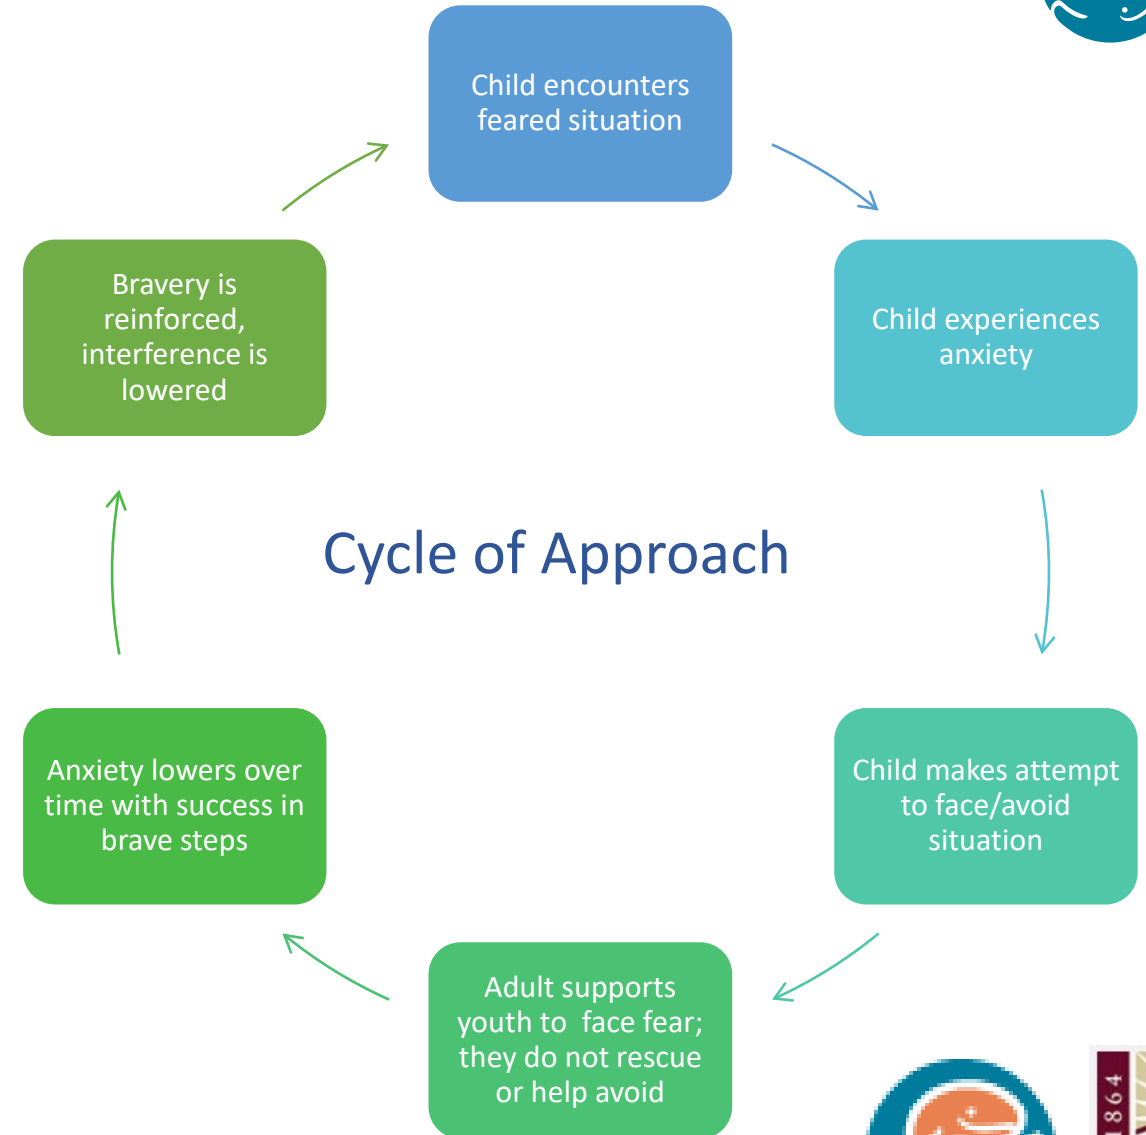 Child encounters
feared situation
Child experiences
anxiety
Child makes attempt
to face/avoid
situation
Adult supports
youth to  face fear;
they do not rescue
or help avoid
Anxiety lowers over
time with success in
brave steps
Bravery is
reinforced,
interference is
lowered
Cycle of Approach
1864